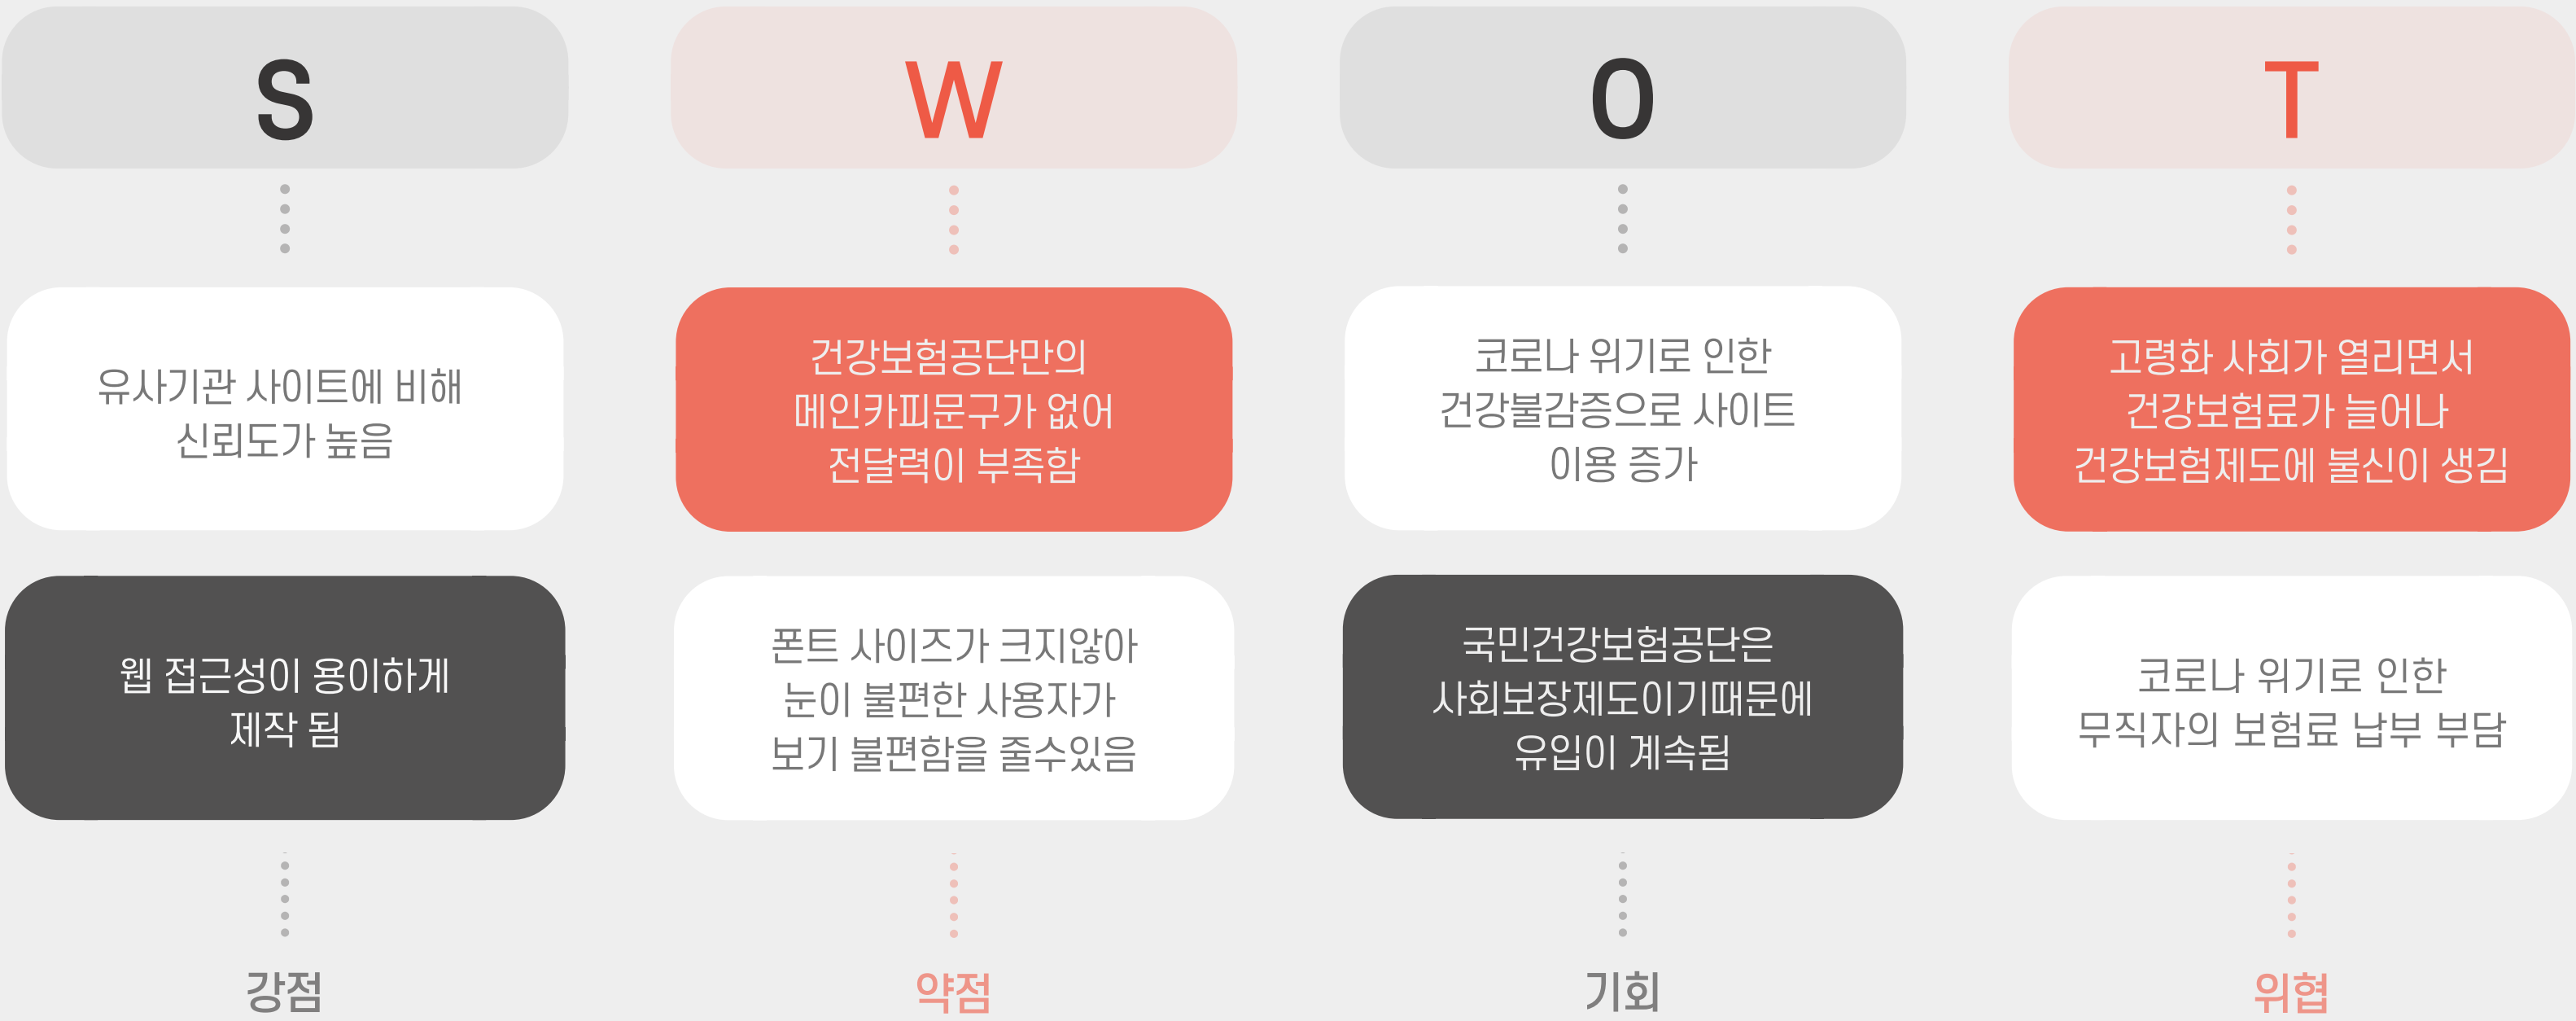 S
유사기관 사이트에 비해
신뢰도가 높음
웹 접근성이 용이하게
제작 됨
강점
W
건강보험공단만의
메인카피문구가 없어
전달력이 부족함
폰트 사이즈가 크지않아
눈이 불편한 사용자가
보기 불편함을 줄수있음
약점
O
코로나 위기로 인한
건강불감증으로 사이트
이용 증가
국민건강보험공단은
사회보장제도이기때문에
유입이 계속됨
기회
T
고령화 사회가 열리면서
건강보험료가 늘어나
건강보험제도에 불신이 생김
코로나 위기로 인한
무직자의 보험료 납부 부담
위협